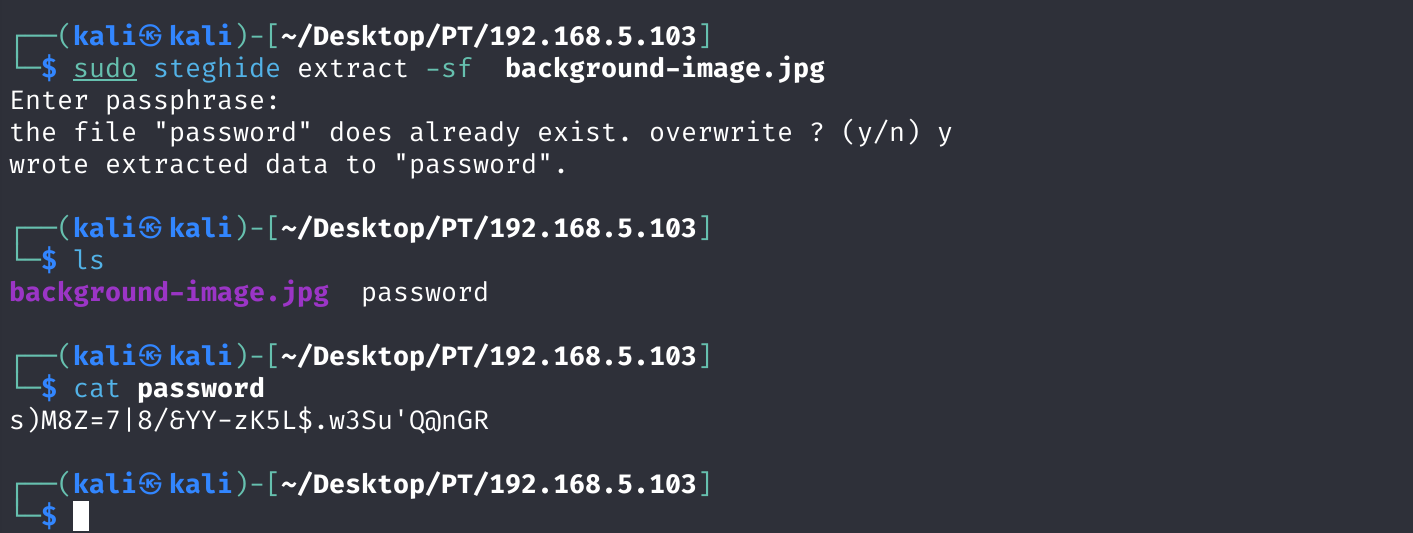 ┌──(kali㉿kali)-[~/Desktop/PT/192.168.5.103]
└─$ sudo steghide extract -sf  background-image.jpg
Enter passphrase:
the file "password" does already exist. overwrite ? (y/n) y
wrote extracted data to "password".
┌──(kali㉿kali)-[~/Desktop/PT/192.168.5.103]
└─$ ls
background-image.jpg  password
┌──(kali㉿kali)-[~/Desktop/PT/192.168.5.103]
└─$ cat password
s)M8Z=7|8/&YY-zK5L$.w3Su'Q@nGR
┌──(kali㉿kali)-[~/Desktop/PT/192.168.5.103]
└─$